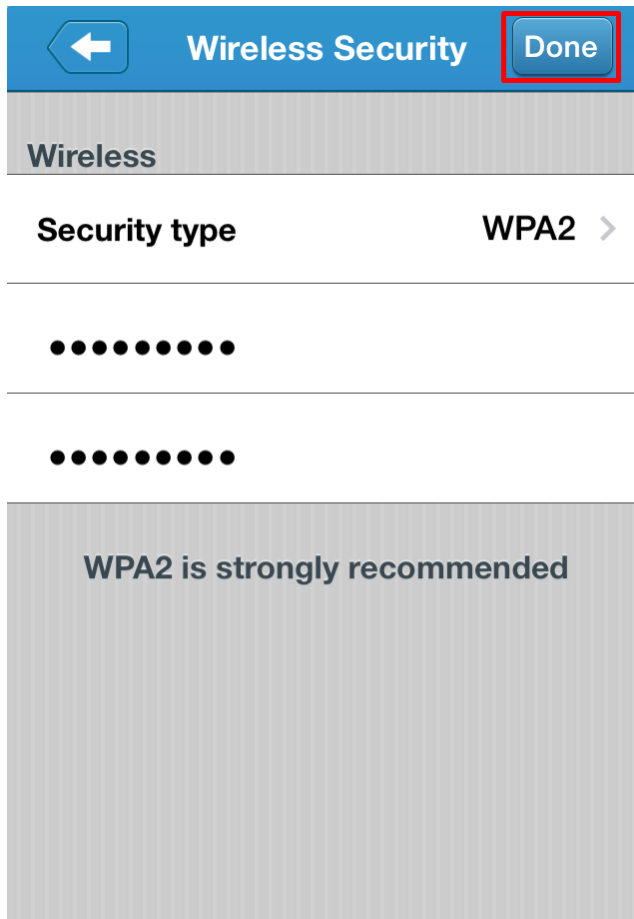 Wireless Security
Done
Wireless
Security type
WPA2
•••••••••
•••••••••
WPA2 is strongly recommended